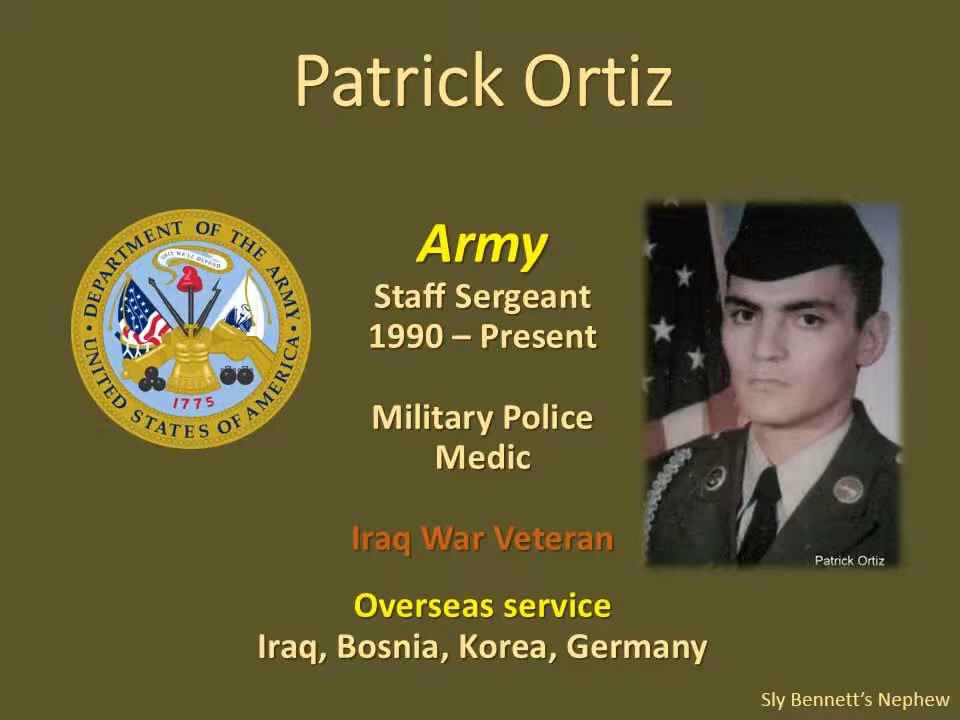 Patrick Ortiz
DEPARTMENT OF THE ARMY
THIS WE'LL DEFEND
1775
UNITED STATES OF AMERICA
Army
Staff Sergeant
1990 – Present
Military Police
Medic
Iraq War Veteran
Overseas service
Iraq, Bosnia, Korea, Germany
Patrick Ortiz
Sly Bennett’s Nephew